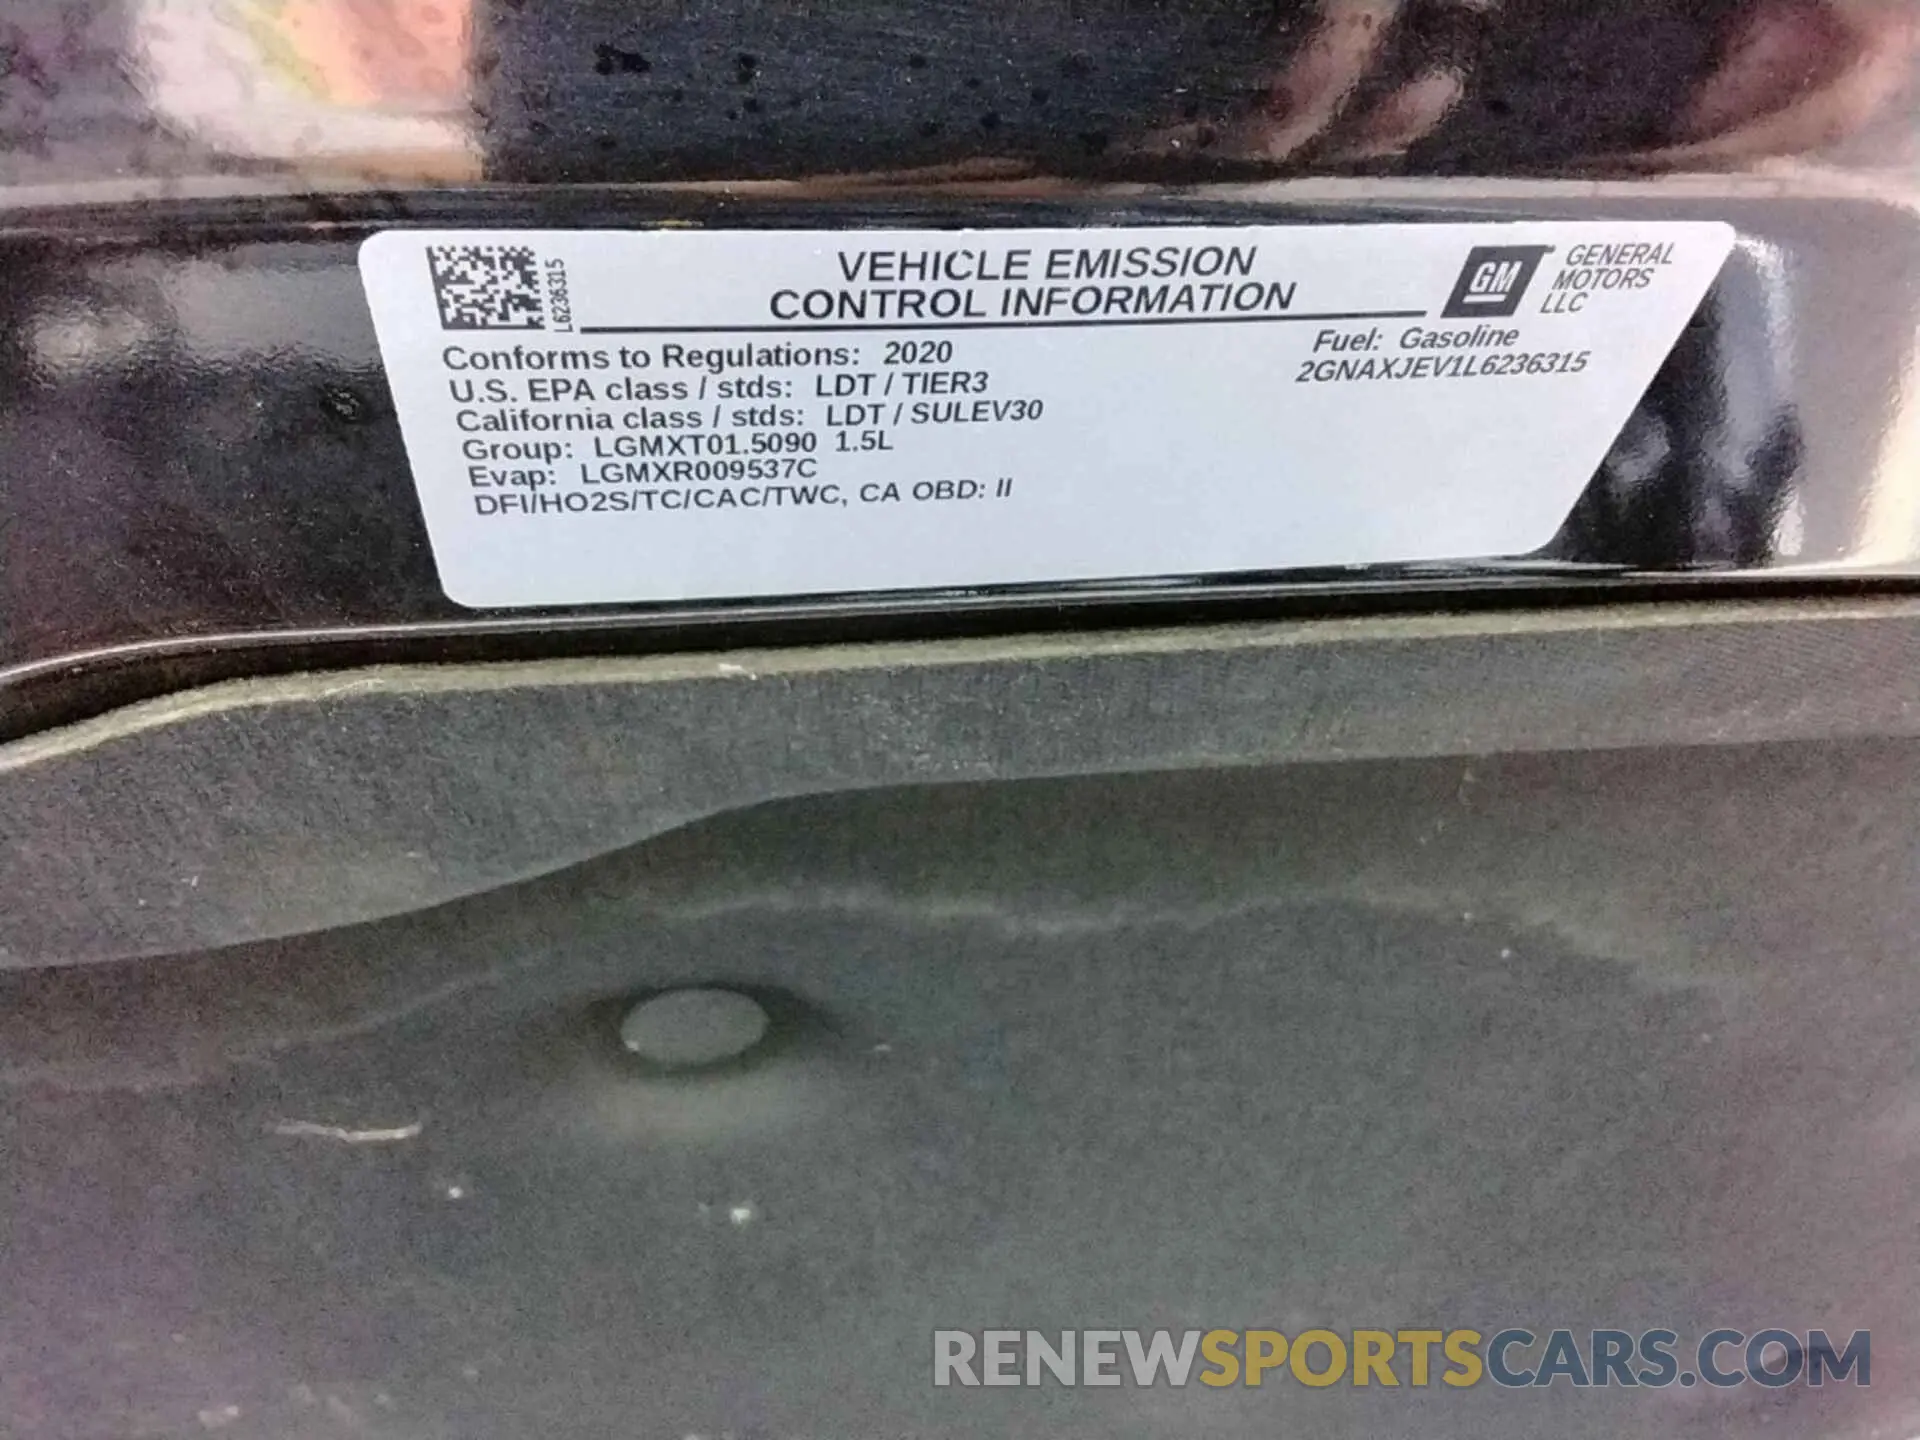 L6236315
VEHICLE EMISSION
CONTROL INFORMATION
GM
GENERAL
MOTORS
LLC
Conforms to Regulations: 2020
U.S. EPA class / stds: LDT / TIER3
California class / stds: LDT / SULEV30
Group: LGMXT01.5090 1.5L
Evap: LGMXR009537C
DFI/HO2S/TC/CAC/TWC, CA OBD: II
Fuel: Gasoline
2GNAXJEV1L6236315
RENEWSPORTSCARS.COM